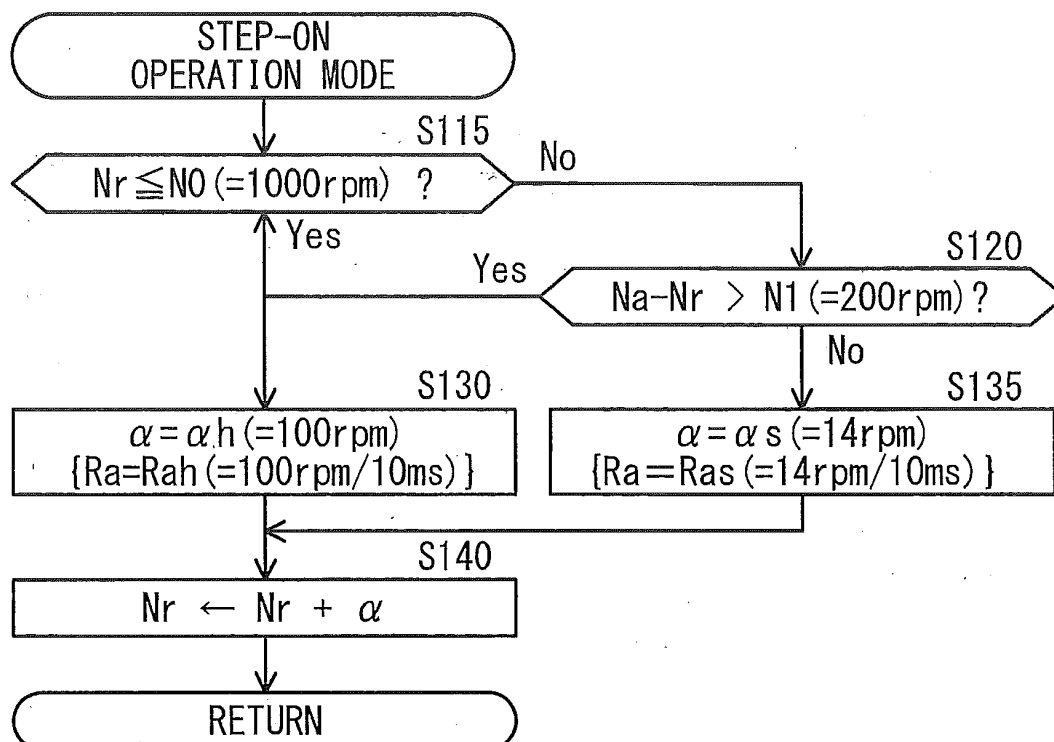 STEP-ON
OPERATION MODE
S115
Nr≦N0(=1000rpm) ?
No
Yes
S120
Yes
Na-Nr > N1(=200rpm)?
No
S130
α=αh(=100rpm)
{Ra=Rah(=100rpm/10ms)}
S135
α=αs(=14rpm)
{Ra=Ras(=14rpm/10ms)}
S140
Nr ← Nr + α
RETURN